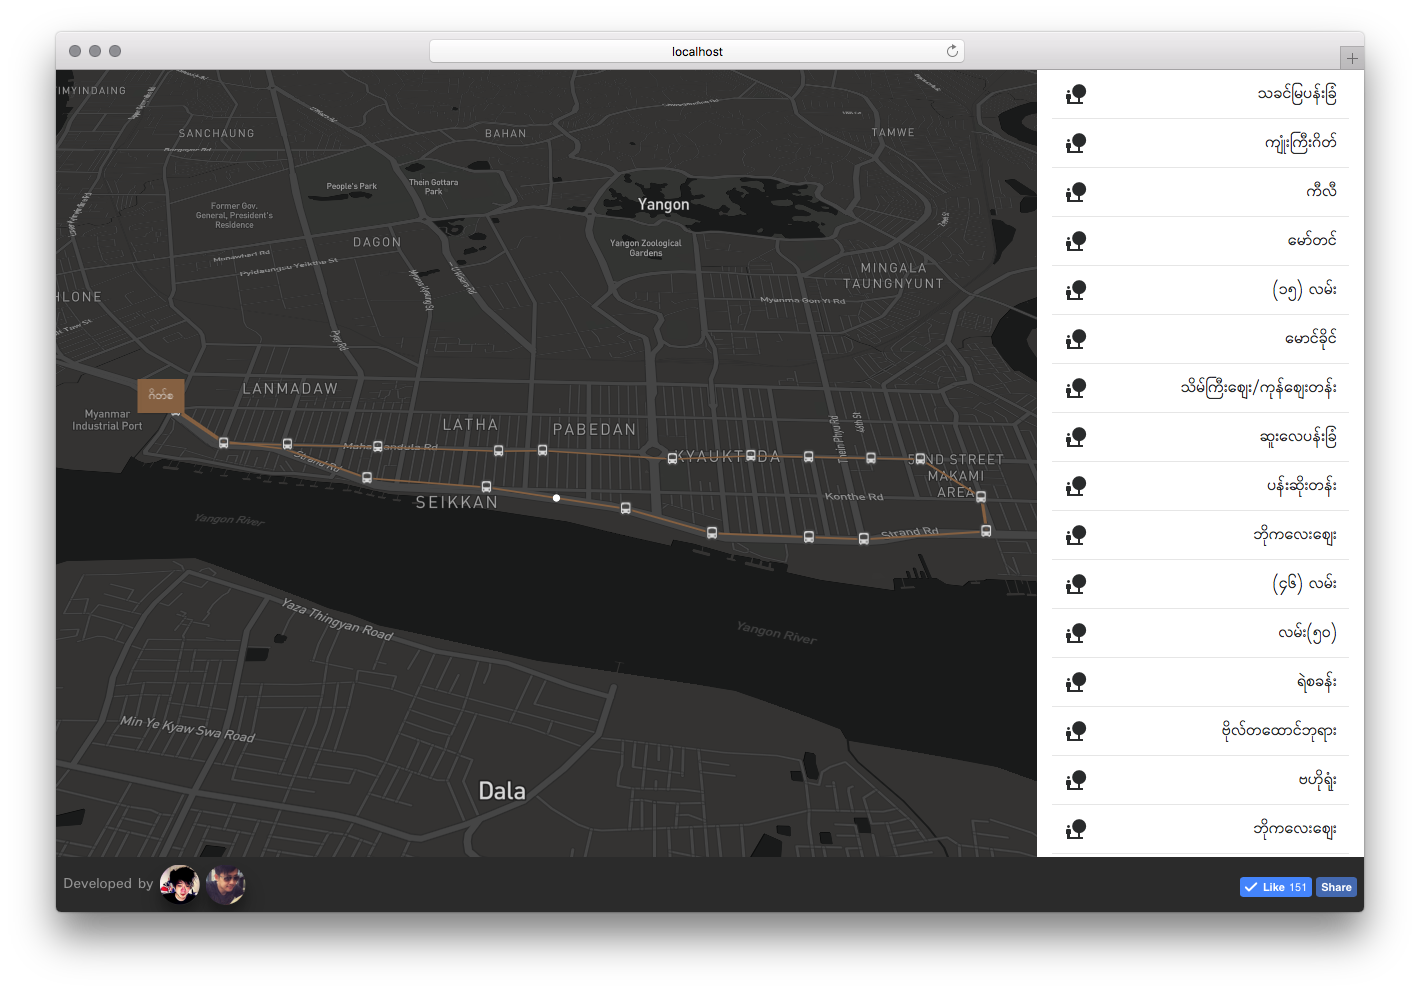 localhost
IMYINDAING
SANCHAUNG
BAHAN
TAMWE
People's Park
Thein Gottara
Park
Former Gov.
General, President's
Residence
Yangon
DAGON
Yangon Zoological
Gardens
MINGALA
TAUNGNYUNT
Pyidaungsu Yeiktha St
HLONE
Myanma Gon Yi Rd
Pyay Rd
LANMADAW
ဂိတ်စ
Myanmar
Industrial Port
LATHA
PABEDAN
Strand Rd
SEIKKAN
Konthe Rd
MAKAMI
AREA
Strand Rd
Yangon River
Yaza Thingyan Road
Yangon River
Min Ye Kyaw Swa Road
Dala
သခင်မြပန်းခြံ
ကျုံးကြီးဂိတ်
ကီလီ
မော်တင်
(၁၅) လမ်း
မောင်ခိုင်
သိမ်ကြီးဈေး/ကုန်ဈေးတန်း
ဆူးလေပန်းခြံ
ပန်းဆိုးတန်း
ဘိုကလေးဈေး
(၄၆) လမ်း
လမ်း(၅၀)
ရဲစခန်း
ဗိုလ်တထောင်ဘုရား
ဗဟိုရုံး
ဘိုကလေးဈေး
Developed by
Like 151
Share